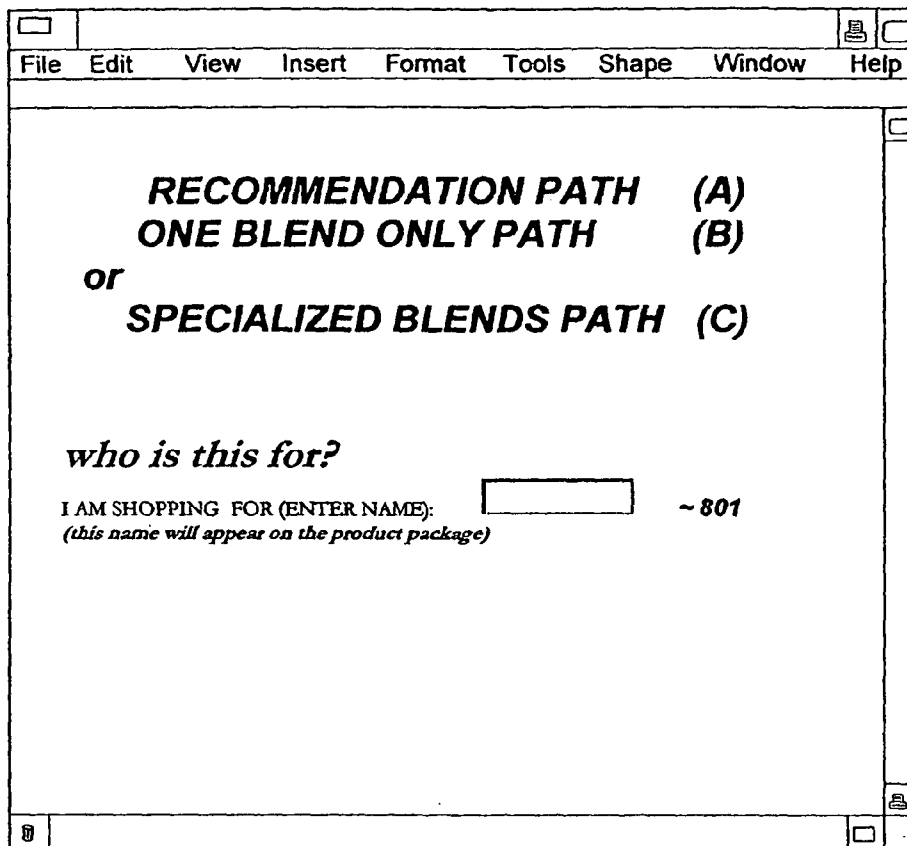 File Edit View Insert Format Tools Shape Window Help
RECOMMENDATION PATH (A)
ONE BLEND ONLY PATH (B)
or
SPECIALIZED BLENDS PATH (C)
who is this for?
I AM SHOPPING FOR (ENTER NAME): ~ 801
(this name will appear on the product package)